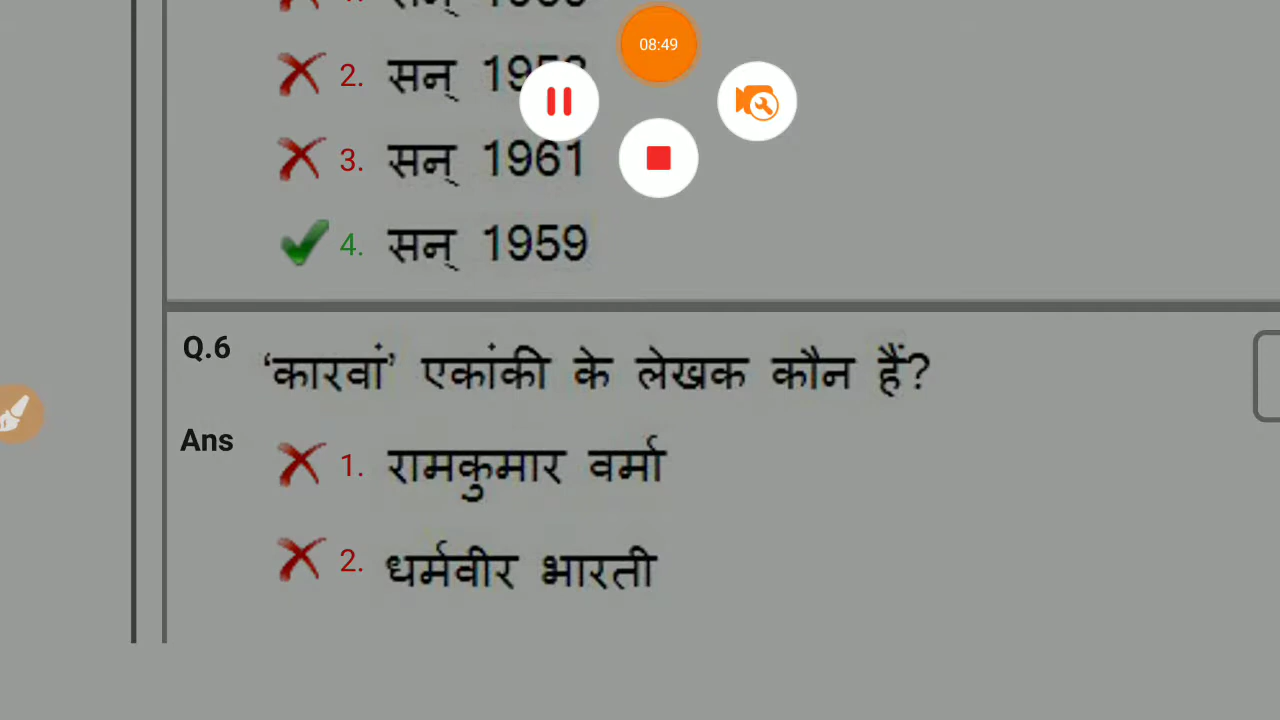 08:49
2. सन्
3. सन् 1961
4. सन् 1959
Q.6 ‘कारवां’ एकांकी के लेखक कौन हैं?
Ans
1. रामकुमार वर्मा
2. धर्मवीर भारती